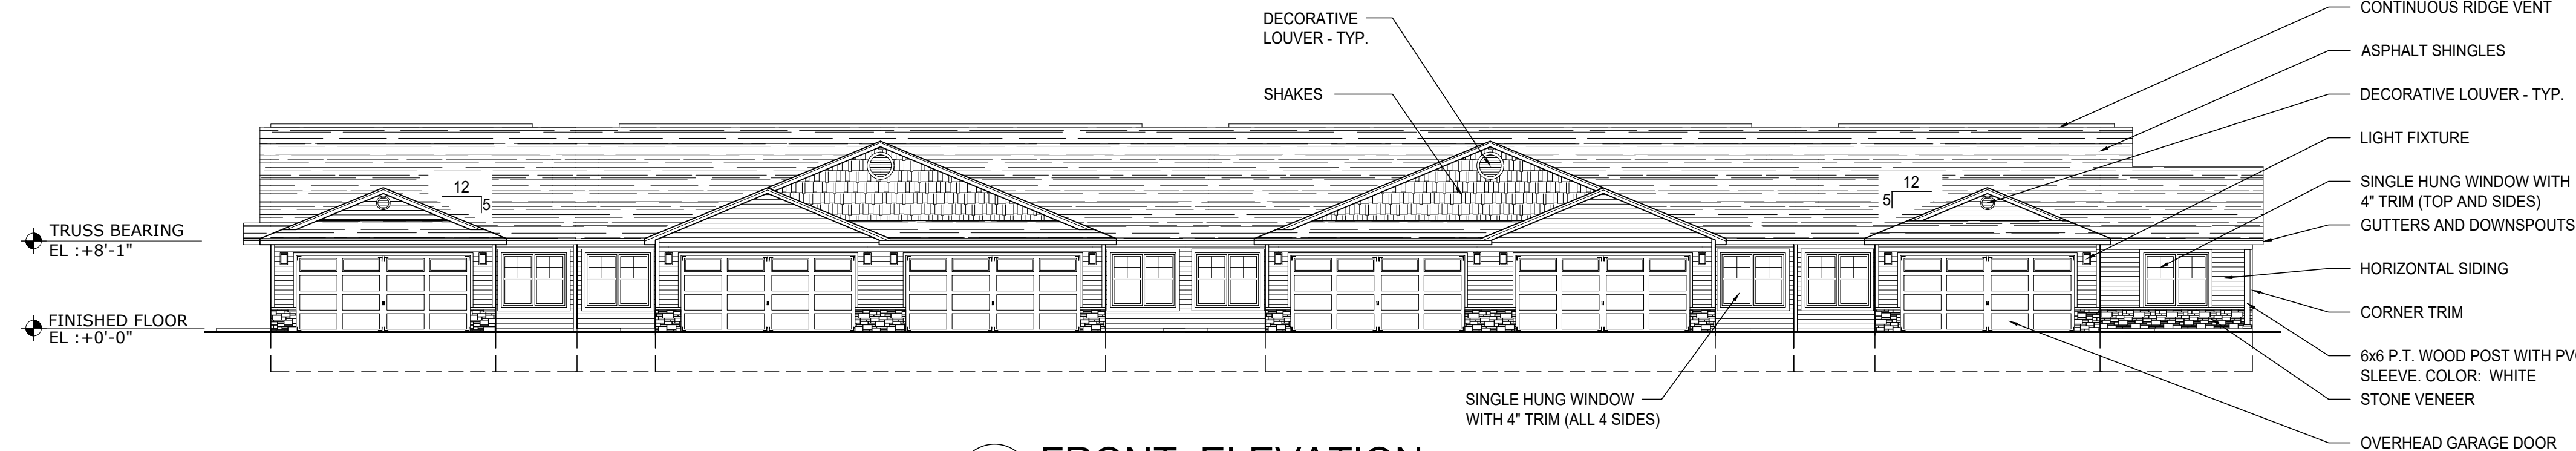 DECORATIVE
LOUVER - TYP.
SHAKES
12
5
12
5
TRUSS BEARING
EL :+8'-1"
FINISHED FLOOR
EL :+0'-0"
SINGLE HUNG WINDOW
WITH 4" TRIM (ALL 4 SIDES)
CONTINUOUS RIDGE VENT
ASPHALT SHINGLES
DECORATIVE LOUVER - TYP.
LIGHT FIXTURE
SINGLE HUNG WINDOW WITH
4" TRIM (TOP AND SIDES)
GUTTERS AND DOWNSPOUTS
HORIZONTAL SIDING
CORNER TRIM
6x6 P.T. WOOD POST WITH
SLEEVE. COLOR: WHITE
STONE VENEER
OVERHEAD GARAGE DOOR
FRONT ELEVATION